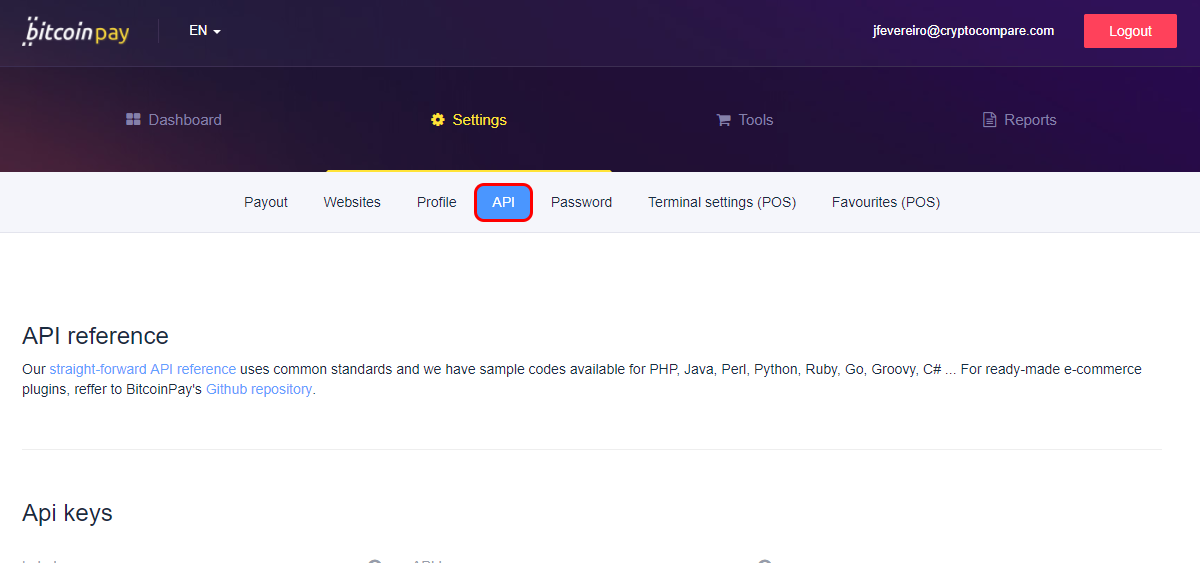 bitcoinpay EN jfevereiro@cryptocompare.com Logout
Dashboard Settings Tools Reports
Payout Websites Profile API Password Terminal settings (POS) Favourites (POS)
API reference
Our straight-forward API reference uses common standards and we have sample codes available for PHP, Java, Perl, Python, Ruby, Go, Groovy, C# ... For ready-made e-commerce
plugins, reffer to BitcoinPay's Github repository.
Api keys